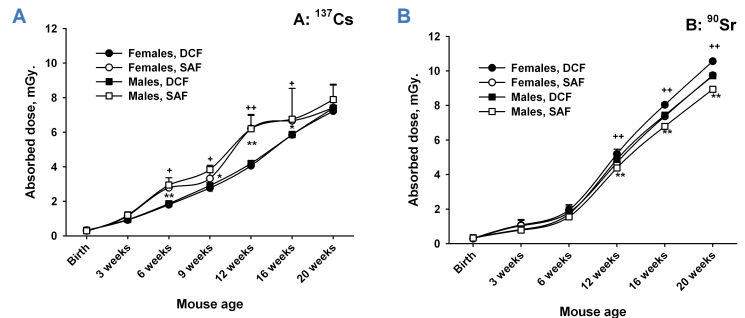 A
A: ¹³⁷Cs
12
10
8
6
4
2
0
Absorbed dose, mGy.
Females, DCF
Females, SAF
Males, DCF
Males, SAF
+
**
+
*
++
**
+
*
Birth
3 weeks
6 weeks
9 weeks
12 weeks
16 weeks
20 weeks
Mouse age
B
B: ⁹⁰Sr
12
10
8
6
4
2
0
Absorbed dose, mGy.
Females, DCF
Females, SAF
Males, DCF
Males, SAF
++
**
++
**
++
**
Birth
3 weeks
6 weeks
12 weeks
16 weeks
20 weeks
Mouse age